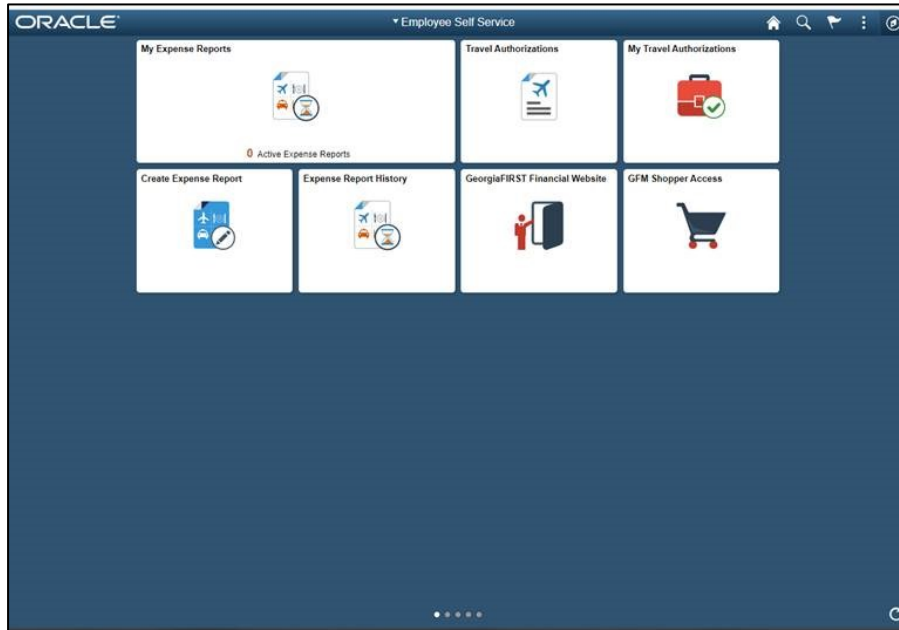 ORACLE
Employee Self Service
My Expense Reports
Travel Authorizations
My Travel Authorizations
0 Active Expense Reports
Create Expense Report
Expense Report History
GeorgiaFIRST Financial Website
GFM Shopper Access